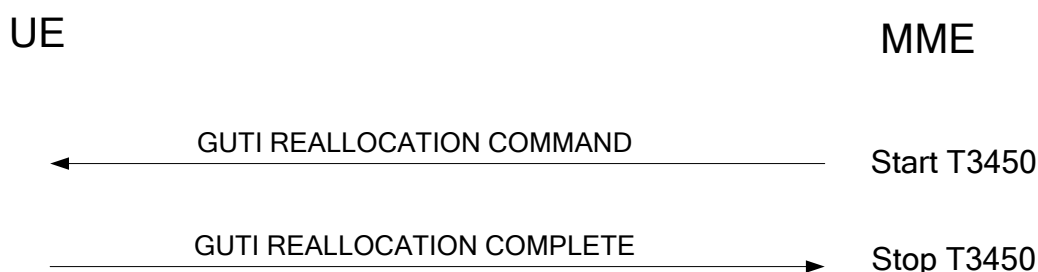 UE
MME
GUTI REALLOCATION COMMAND
Start T3450
GUTI REALLOCATION COMPLETE
Stop T3450